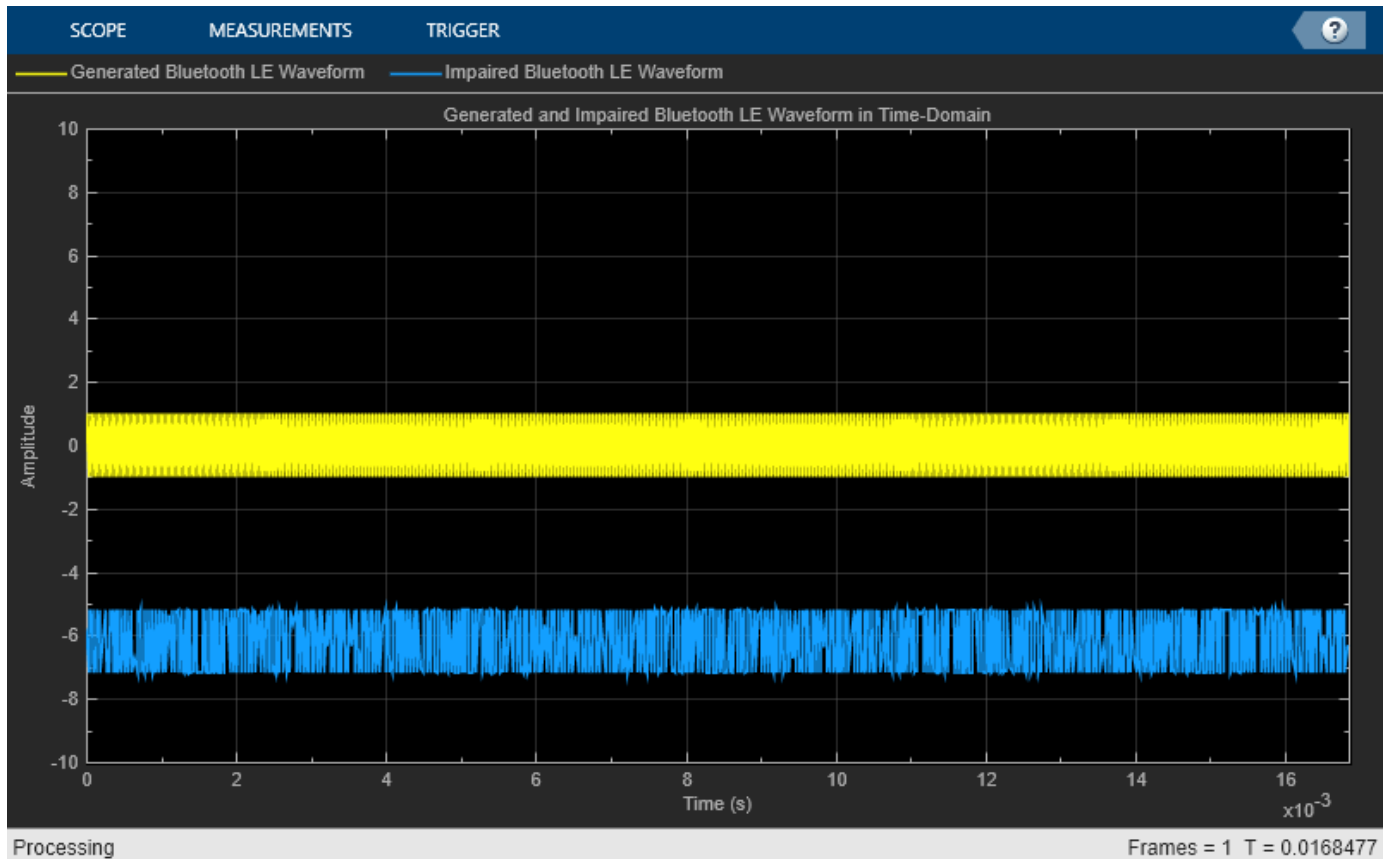 SCOPE MEASUREMENTS TRIGGER ?
Generated Bluetooth LE Waveform Impaired Bluetooth LE Waveform
Generated and Impaired Bluetooth LE Waveform in Time-Domain
10
8
6
4
2
0
-2
-4
-6
-8
-10
Amplitude
0 2 4 6 8 10 12 14 16
Time (s)
x10-3
Processing Frames = 1 T = 0.0168477